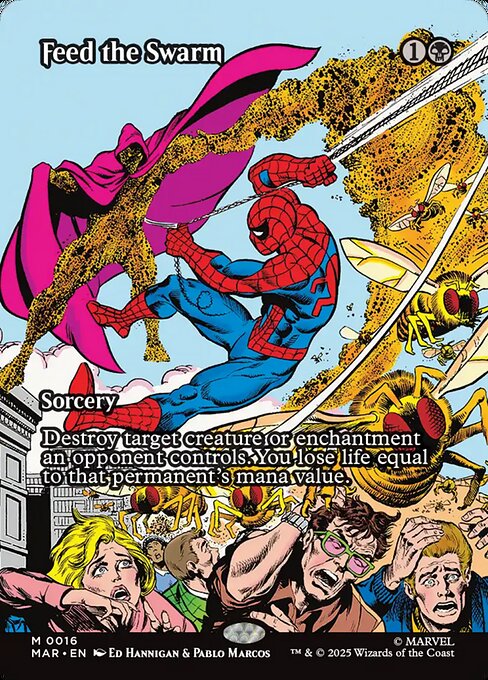 Feed the Swarm
1
Sorcery
Destroy target creature or enchantment
an opponent controls. You lose life equal
to that permanent's mana value.
M 0016
MAR • EN Ed Hannigan & Pablo Marcos
© MARVEL
™ & © 2025 Wizards of the Coast